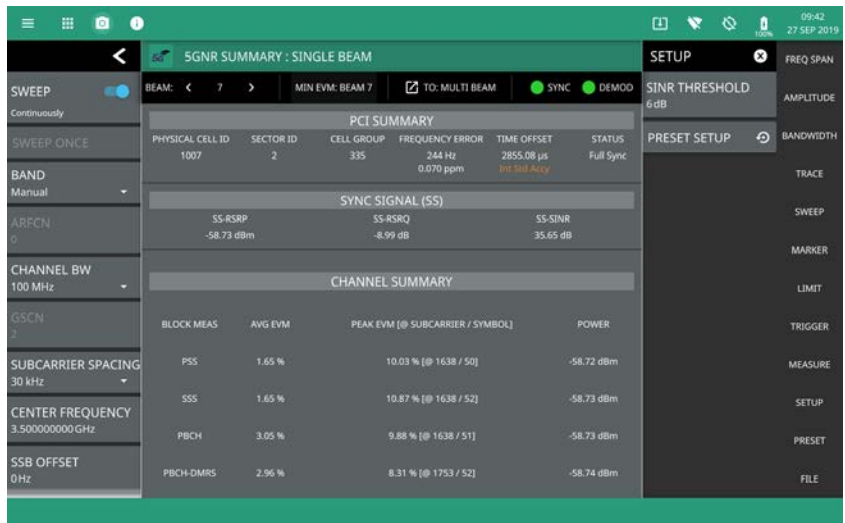 09:42
100%
27 SEP 2019
5G 5GNR SUMMARY : SINGLE BEAM
SETUP
FREQ SPAN
SWEEP
Continuously
BEAM: 7
MIN EVM: BEAM 7
TO: MULTI BEAM
SYNC
DEMOD
SINR THRESHOLD
6 dB
AMPLITUDE
PCI SUMMARY
SWEEP ONCE
PHYSICAL CELL ID SECTOR ID CELL GROUP FREQUENCY ERROR TIME OFFSET STATUS
1007 2 335 244 Hz 2855.08 µs Full Sync
0.070 ppm Int Std Accy
PRESET SETUP
BANDWIDTH
BAND
Manual
TRACE
SYNC SIGNAL (SS)
SS-RSRP SS-RSRQ SS-SINR
-58.73 dBm -8.99 dB 35.65 dB
SWEEP
ARFCN
0
MARKER
CHANNEL BW
100 MHz
CHANNEL SUMMARY
LIMIT
GSCN
2
BLOCK MEAS AVG EVM PEAK EVM [@ SUBCARRIER / SYMBOL] POWER
TRIGGER
SUBCARRIER SPACING
30 kHz
PSS 1.65 % 10.03 % [@ 1638 / 50] -58.72 dBm
MEASURE
SSS 1.65 % 10.87 % [@ 1638 / 52] -58.73 dBm
SETUP
CENTER FREQUENCY
3.500000000 GHz
PBCH 3.05 % 9.88 % [@ 1638 / 51] -58.73 dBm
PRESET
SSB OFFSET
0 Hz
PBCH-DMRS 2.96 % 8.31 % [@ 1753 / 52] -58.74 dBm
FILE